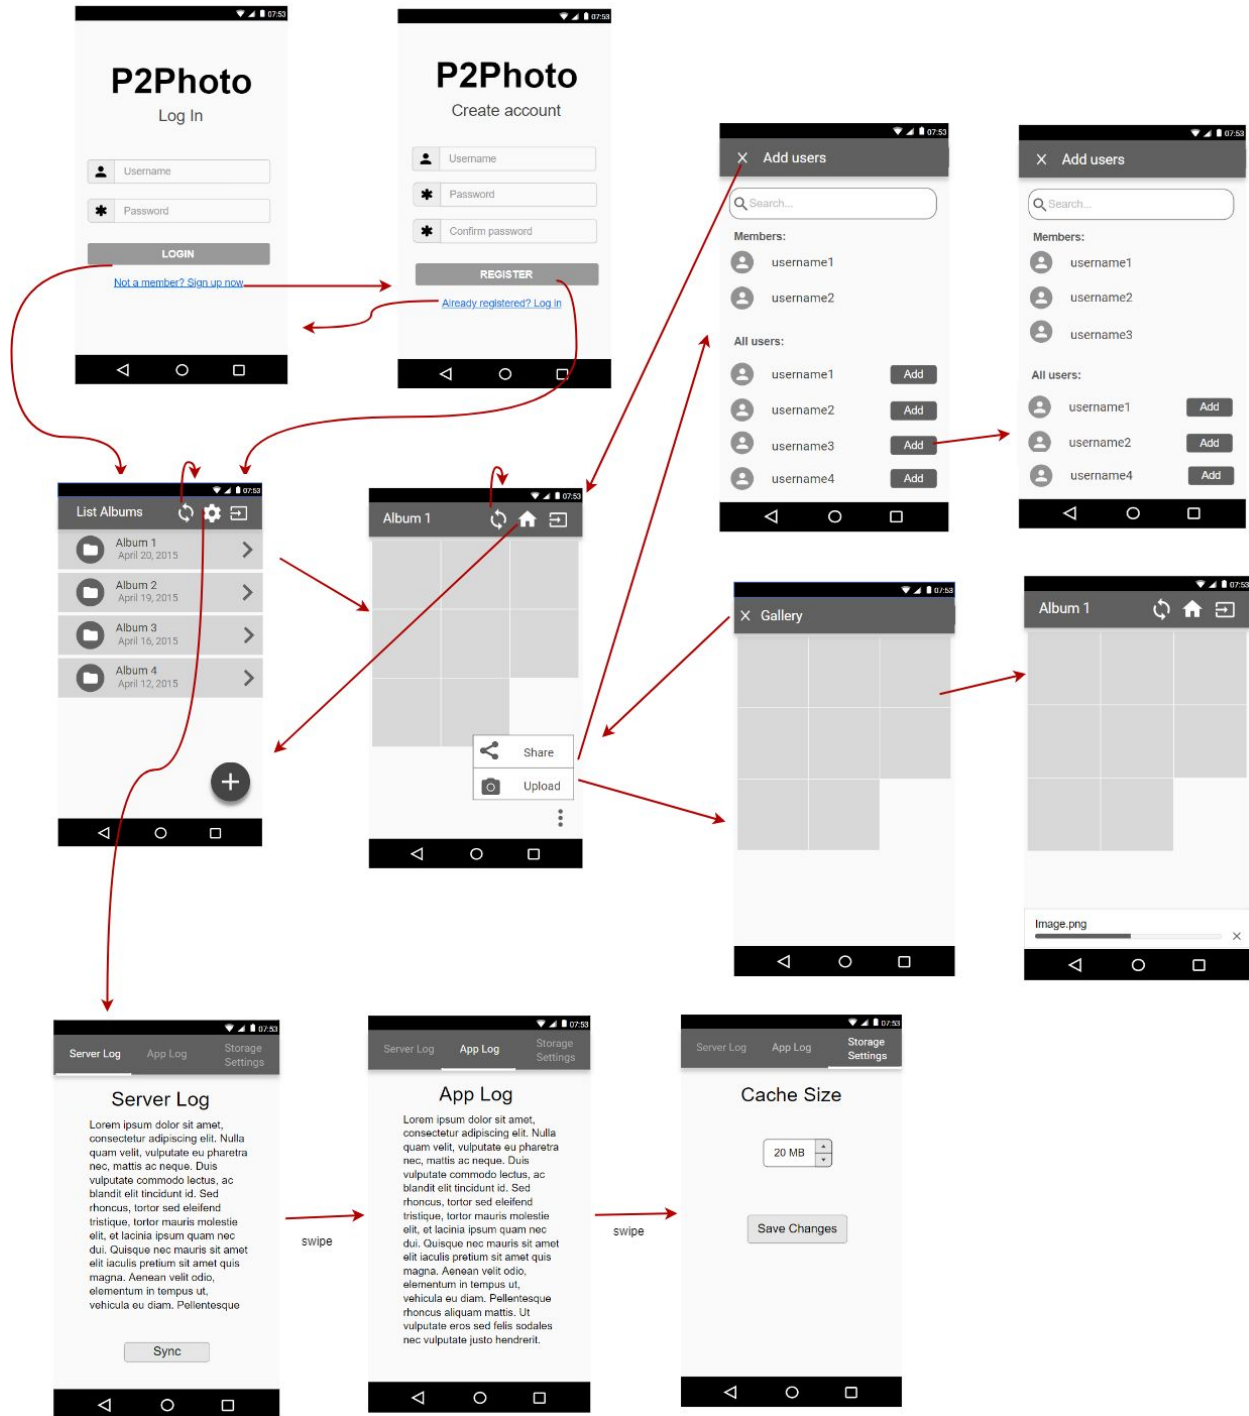 07:53
P2Photo
Log In
Username
Password
LOGIN
Not a member? Sign up now
07:53
P2Photo
Create account
Username
Password
Confirm password
REGISTER
Already registered? Log in
07:53
Add users
Search...
Members:
username1
username2
All users:
username1 Add
username2 Add
username3 Add
username4 Add
07:53
Add users
Search...
Members:
username1
username2
username3
All users:
username1 Add
username2 Add
username4 Add
07:53
List Albums
Album 1
April 20, 2015
Album 2
April 19, 2015
Album 3
April 16, 2015
Album 4
April 12, 2015
07:53
Album 1
Share
Upload
07:53
Gallery
07:53
Album 1
Image.png
07:53
Server Log App Log Storage
Settings
Server Log
Lorem ipsum dolor sit amet,
consectetur adipiscing elit. Nulla
quam velit, vulputate eu pharetra
nec, mattis ac neque. Duis
vulputate commodo lectus, ac
blandit elit tincidunt id. Sed
rhoncus, tortor sed eleifend
tristique, tortor mauris molestie
elit, et lacinia ipsum quam nec
dui. Quisque nec mauris sit amet
elit iaculis pretium sit amet quis
magna. Aenean velit odio,
elementum in tempus ut,
vehicula eu diam. Pellentesque
Sync
swipe
07:53
Server Log App Log Storage
Settings
App Log
Lorem ipsum dolor sit amet,
consectetur adipiscing elit. Nulla
quam velit, vulputate eu pharetra
nec, mattis ac neque. Duis
vulputate commodo lectus, ac
blandit elit tincidunt id. Sed
rhoncus, tortor sed eleifend
tristique, tortor mauris molestie
elit, et lacinia ipsum quam nec
dui. Quisque nec mauris sit amet
elit iaculis pretium sit amet quis
magna. Aenean velit odio,
elementum in tempus ut,
vehicula eu diam. Pellentesque
rhoncus aliquam mattis. Ut
vulputate eros sed felis sodales
nec vulputate justo hendrerit.
swipe
07:53
Server Log App Log Storage
Settings
Cache Size
20 MB
Save Changes